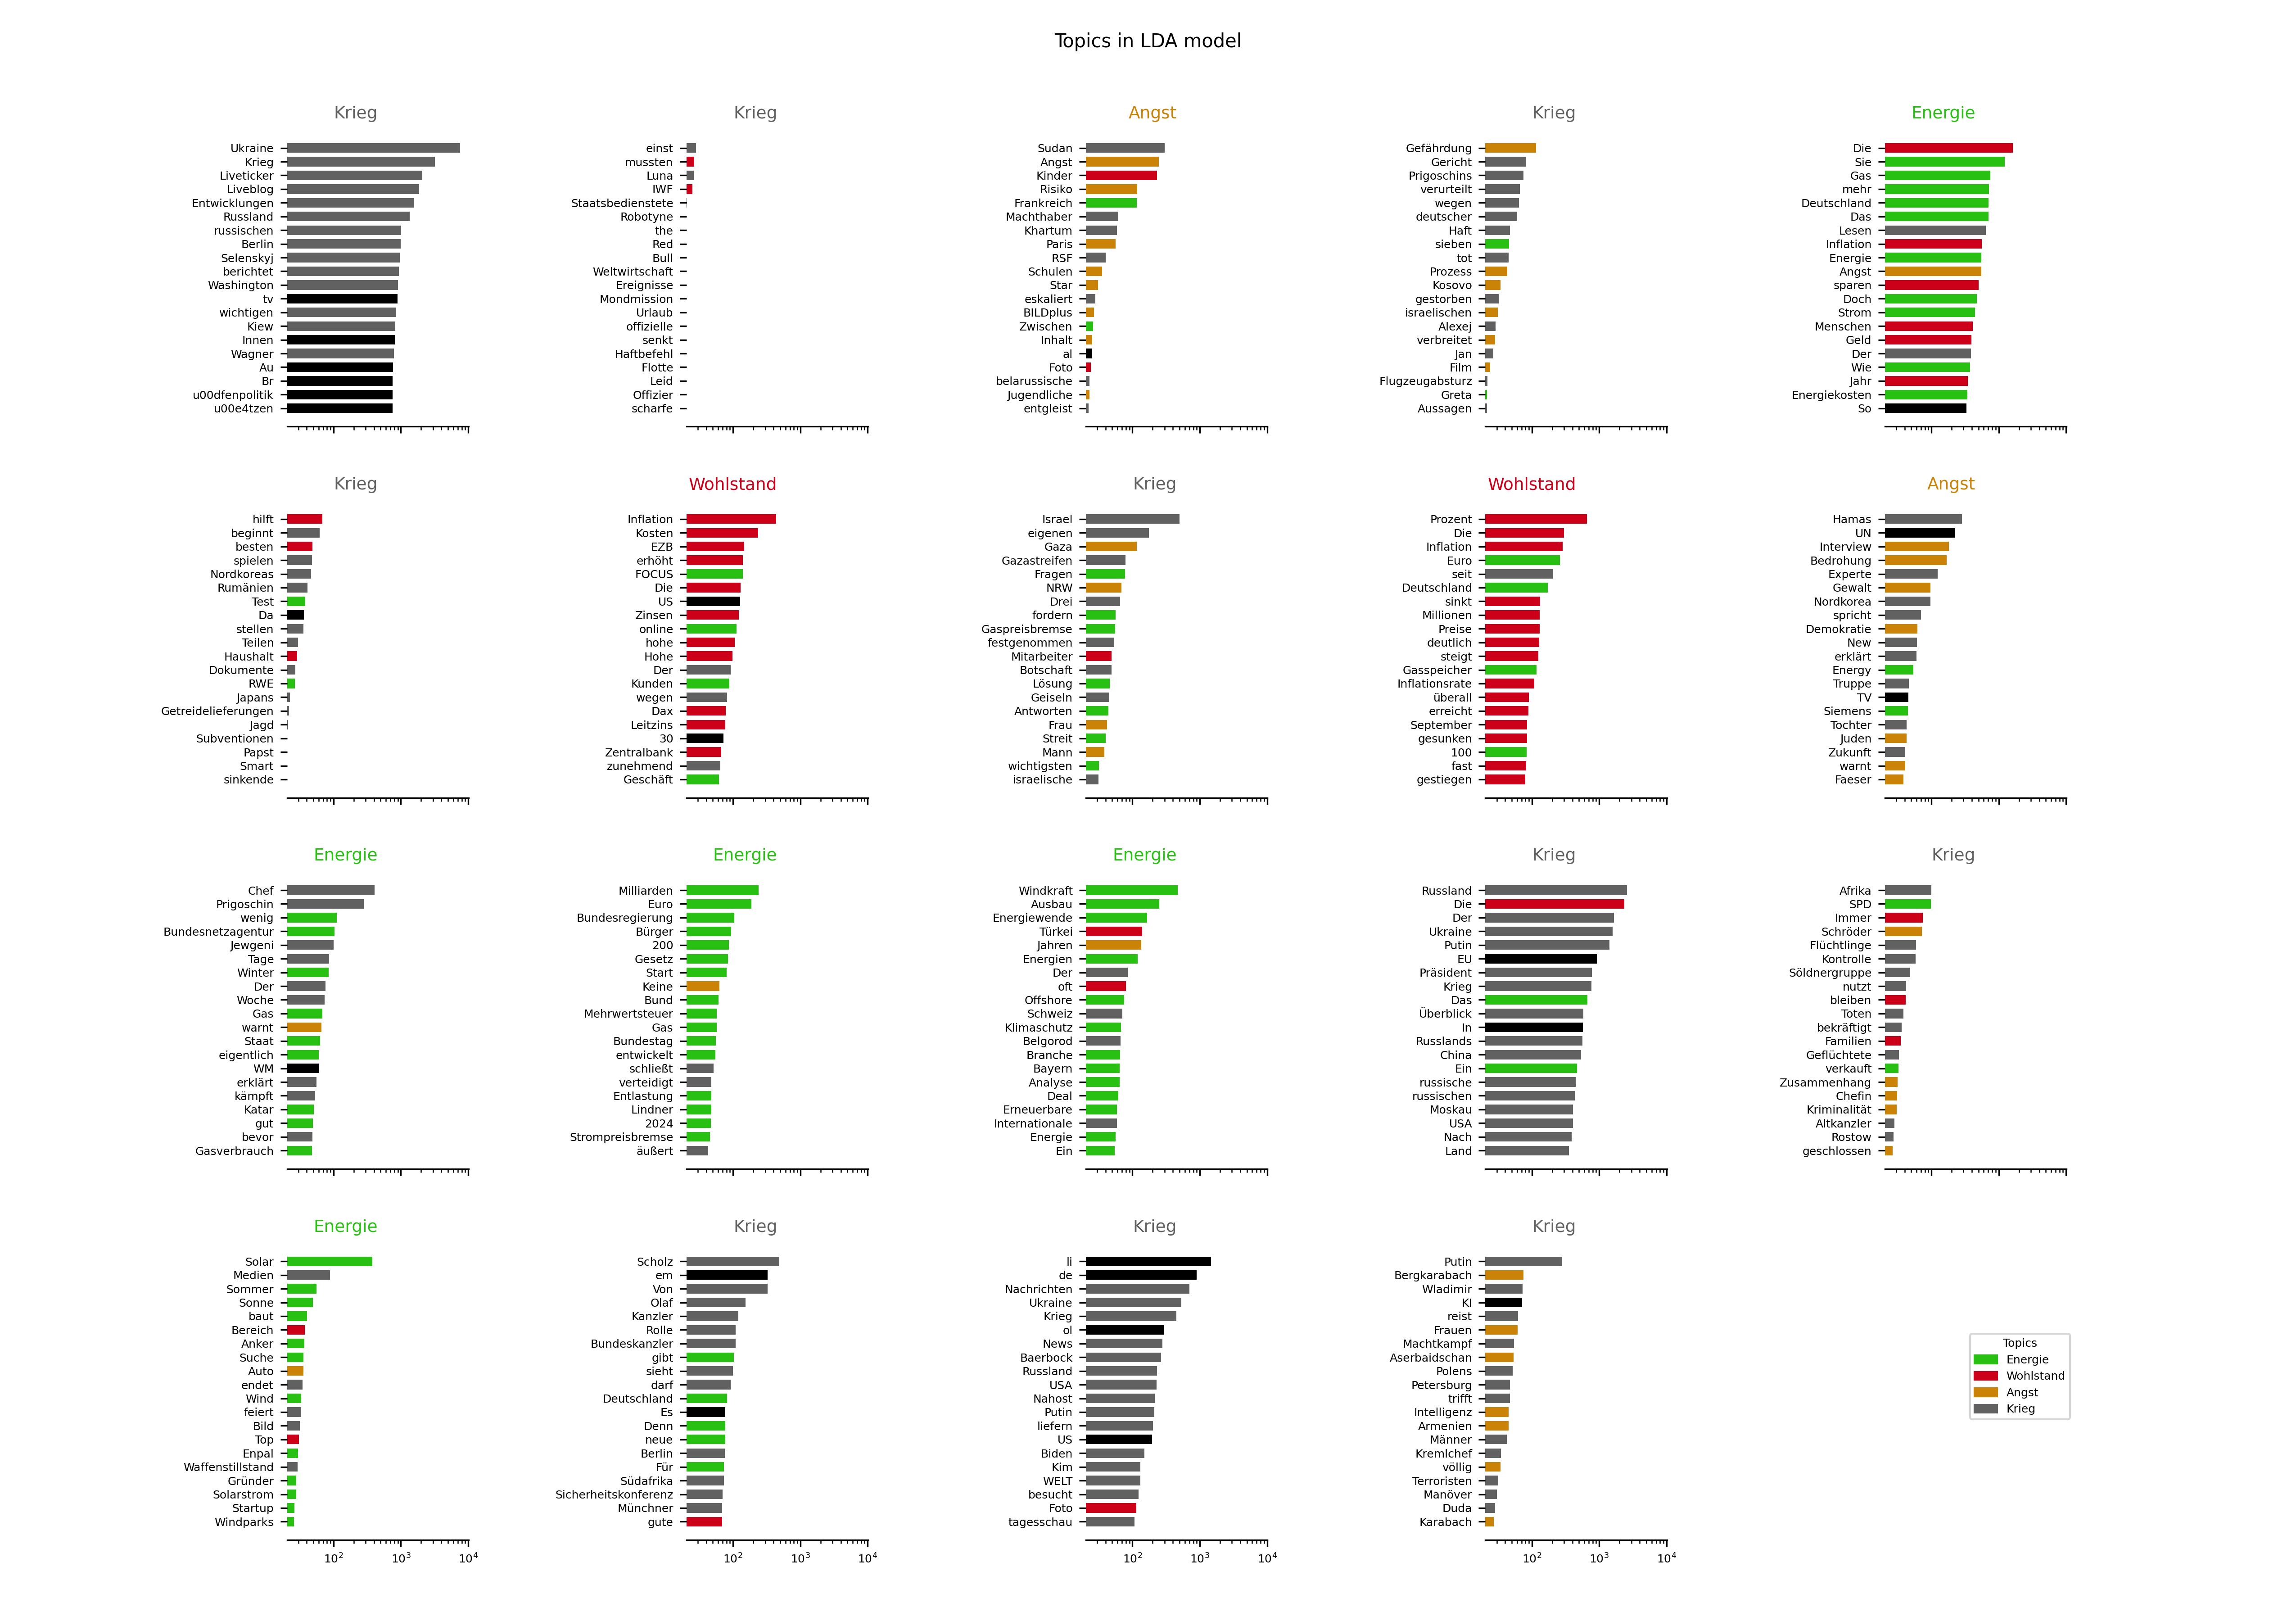 Topics in LDA model
Krieg
Ukraine
Krieg
Liveticker
Liveblog
Entwicklungen
Russland
russischen
Berlin
Selenskyj
berichtet
Washington
tv
wichtigen
Kiew
Innen
Wagner
Au
Br
u00dfenpolitik
u00e4tzen
Krieg
einst
mussten
Luna
IWF
Staatsbedienstete
Robotyne
the
Red
Bull
Weltwirtschaft
Ereignisse
Mondmission
Urlaub
offizielle
senkt
Haftbefehl
Flotte
Leid
Offizier
scharfe
Angst
Sudan
Angst
Kinder
Risiko
Frankreich
Machthaber
Khartum
Paris
RSF
Schulen
Star
eskaliert
BILDplus
Zwischen
Inhalt
al
Foto
belarussische
Jugendliche
entgleist
Krieg
Gefährdung
Gericht
Prigoschins
verurteilt
wegen
deutscher
Haft
sieben
tot
Prozess
Kosovo
gestorben
israelischen
Alexej
verbreitet
Jan
Film
Flugzeugabsturz
Greta
Aussagen
Energie
Die
Sie
Gas
mehr
Deutschland
Das
Lesen
Inflation
Energie
Angst
sparen
Doch
Strom
Menschen
Geld
Der
Wie
Jahr
Energiekosten
So
Krieg
hilft
beginnt
besten
spielen
Nordkoreas
Rumänien
Test
Da
stellen
Teilen
Haushalt
Dokumente
RWE
Japans
Getreidelieferungen
Jagd
Subventionen
Papst
Smart
sinkende
Wohlstand
Inflation
Kosten
EZB
erhöht
FOCUS
Die
US
Zinsen
online
hohe
Hohe
Der
Kunden
wegen
Dax
Leitzins
30
Zentralbank
zunehmend
Geschäft
Krieg
Israel
eigenen
Gaza
Gazastreifen
Fragen
NRW
Drei
fordern
Gaspreisbremse
festgenommen
Mitarbeiter
Botschaft
Lösung
Geiseln
Antworten
Frau
Streit
Mann
wichtigsten
israelische
Wohlstand
Prozent
Die
Inflation
Euro
seit
Deutschland
sinkt
Millionen
Preise
deutlich
steigt
Gasspeicher
Inflationsrate
überall
erreicht
September
gesunken
100
fast
gestiegen
Angst
Hamas
UN
Interview
Bedrohung
Experte
Gewalt
Nordkorea
spricht
Demokratie
New
erklärt
Energy
Truppe
TV
Siemens
Tochter
Juden
Zukunft
warnt
Faeser
Energie
Chef
Prigoschin
wenig
Bundesnetzagentur
Jewgeni
Tage
Winter
Der
Woche
Gas
warnt
Staat
eigentlich
WM
erklärt
kämpft
Katar
gut
bevor
Gasverbrauch
Energie
Milliarden
Euro
Bundesregierung
Bürger
200
Gesetz
Start
Keine
Bund
Mehrwertsteuer
Gas
Bundestag
entwickelt
schließt
verteidigt
Entlastung
Lindner
2024
Strompreisbremse
äußert
Energie
Windkraft
Ausbau
Energiewende
Türkei
Jahren
Energien
Der
oft
Offshore
Schweiz
Klimaschutz
Belgorod
Branche
Bayern
Analyse
Deal
Erneuerbare
Internationale
Energie
Ein
Krieg
Russland
Die
Der
Ukraine
Putin
EU
Präsident
Krieg
Das
Überblick
In
Russlands
China
Ein
russische
russischen
Moskau
USA
Nach
Land
Krieg
Afrika
SPD
Immer
Schröder
Flüchtlinge
Kontrolle
Söldnergruppe
nutzt
bleiben
Toten
bekräftigt
Familien
Geflüchtete
verkauft
Zusammenhang
Chefin
Kriminalität
Altkanzler
Rostow
geschlossen
Energie
Solar
Medien
Sommer
Sonne
baut
Bereich
Anker
Suche
Auto
endet
Wind
feiert
Bild
Top
Enpal
Waffenstillstand
Gründer
Solarstrom
Startup
Windparks
10² 10³ 10⁴
Krieg
Scholz
em
Von
Olaf
Kanzler
Rolle
Bundeskanzler
gibt
sieht
darf
Deutschland
Es
Denn
neue
Berlin
Für
Südafrika
Sicherheitskonferenz
Münchner
gute
10² 10³ 10⁴
Krieg
li
de
Nachrichten
Ukraine
Krieg
ol
News
Baerbock
Russland
USA
Nahost
Putin
liefern
US
Biden
Kim
WELT
besucht
Foto
tagesschau
10² 10³ 10⁴
Krieg
Putin
Bergkarabach
Wladimir
KI
reist
Frauen
Machtkampf
Aserbaidschan
Polens
Petersburg
trifft
Intelligenz
Armenien
Männer
Kremlchef
völlig
Terroristen
Manöver
Duda
Karabach
10² 10³ 10⁴
Topics
Energie
Wohlstand
Angst
Krieg